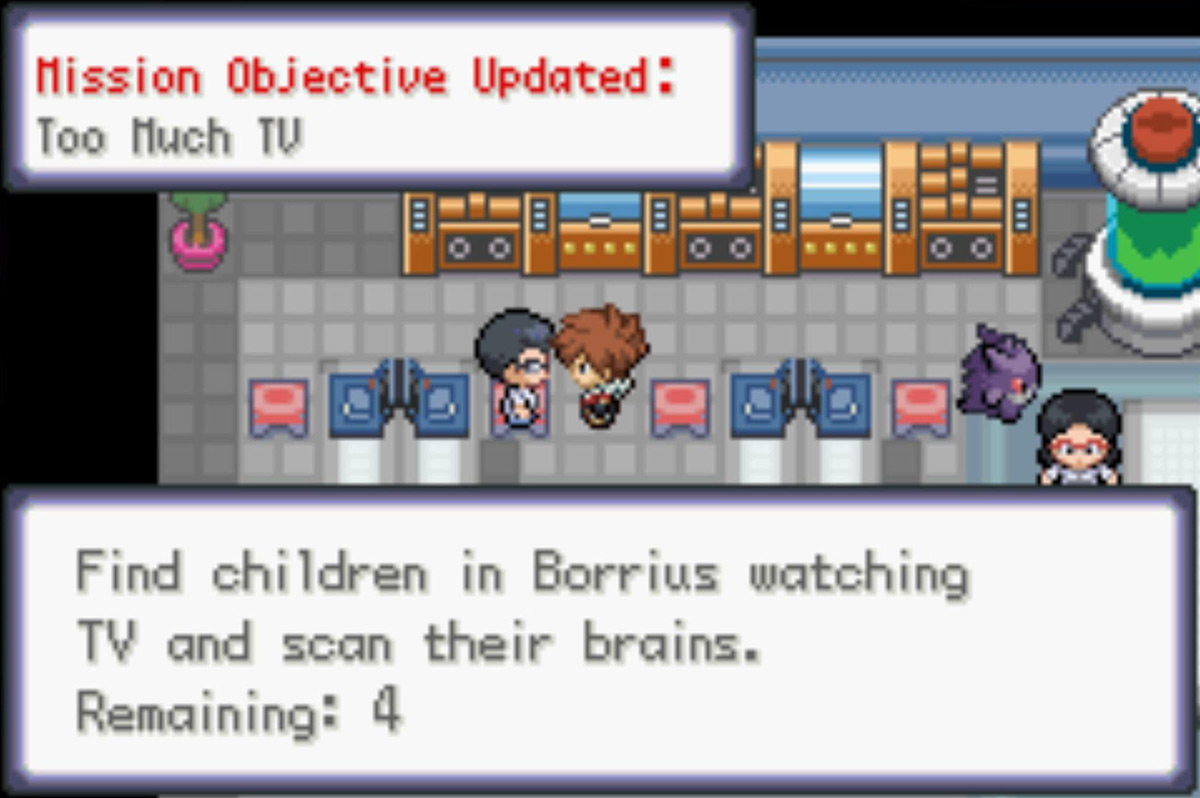 Mission Objective Updated:
Too Much TV
Find children in Borrius watching
TV and scan their brains.
Remaining: 4